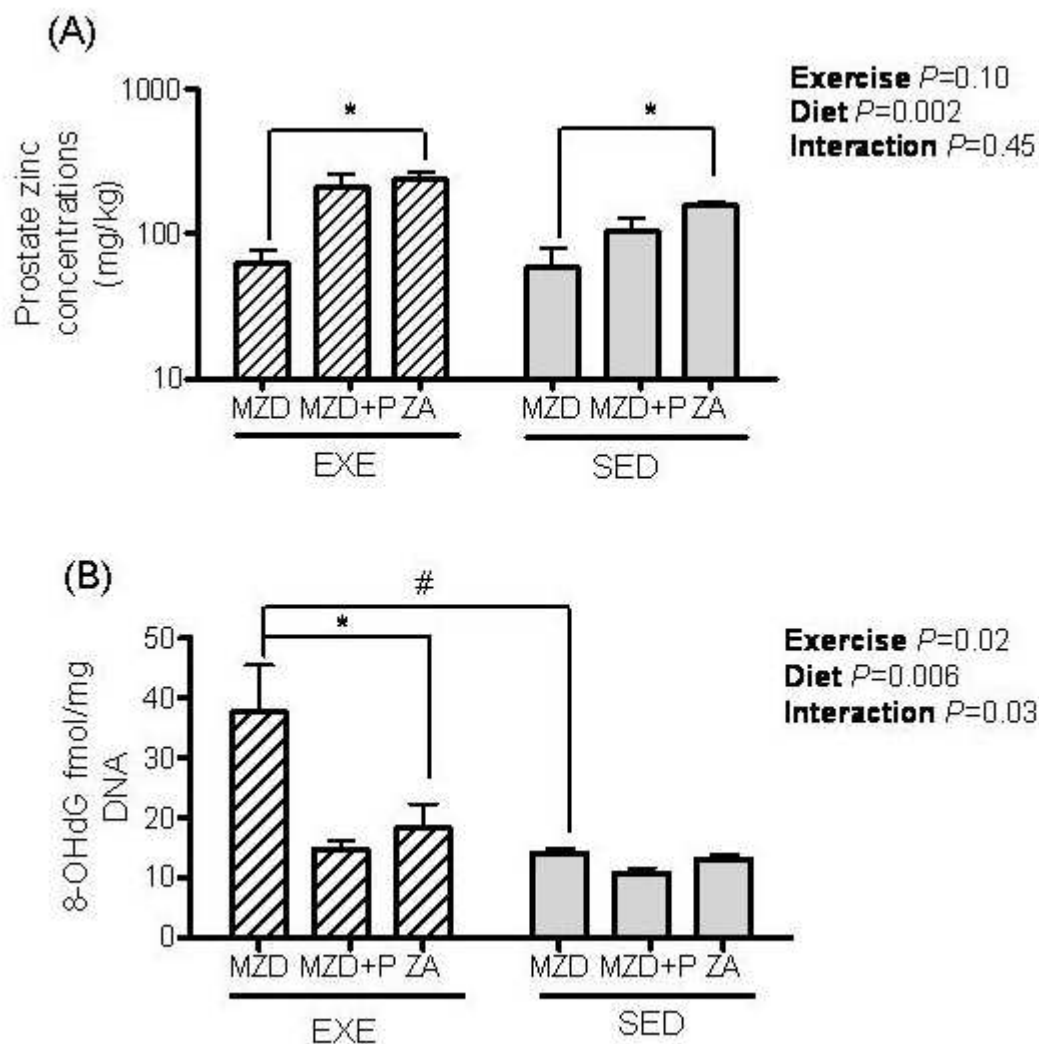 (A)
Prostate zinc
concentrations
(mg/kg)
1000
100
10
*
*
MZD MZD+P ZA
MZD MZD+P ZA
EXE
SED
Exercise P=0.10
Diet P=0.002
Interaction P=0.45
(B)
8-OHdG fmol/mg
DNA
50
40
30
20
10
0
#
*
MZD MZD+P ZA
MZD MZD+P ZA
EXE
SED
Exercise P=0.02
Diet P=0.006
Interaction P=0.03